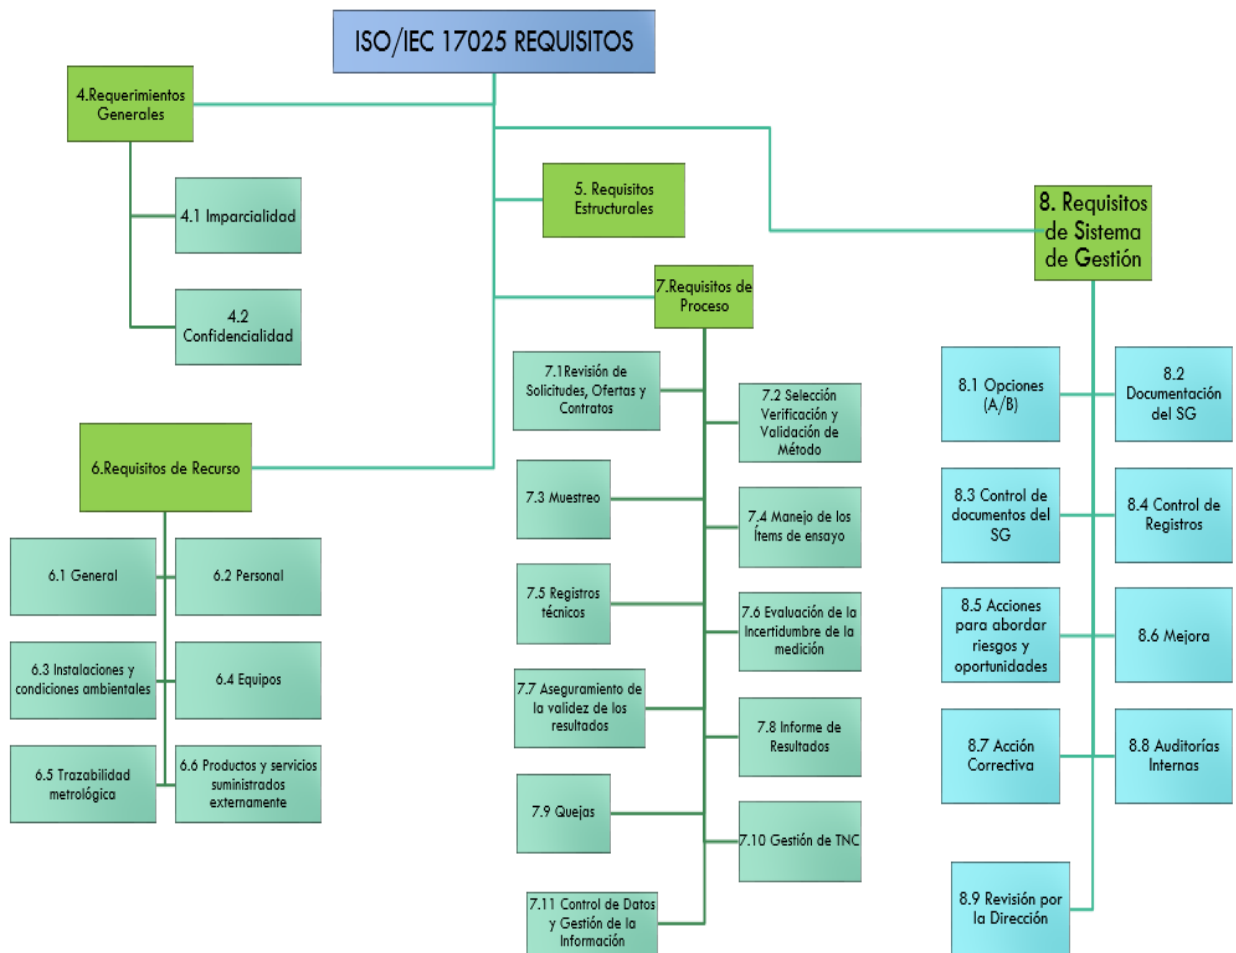 ISO/IEC 17025 REQUISITOS
4.Requerimientos
Generales
4.1 Imparcialidad
4.2
Confidencialidad
5. Requisitos
Estructurales
6.Requisitos de Recurso
6.1 General
6.2 Personal
6.3 Instalaciones y
condiciones ambientales
6.4 Equipos
6.5 Trazabilidad
metrológica
6.6 Productos y servicios
suministrados
externamente
7.Requisitos de
Proceso
7.1Revisión de
Solicitudes, Ofertas y
Contratos
7.2 Selección
Verificación y
Validación de
Método
7.3 Muestreo
7.4 Manejo de los
Ítems de ensayo
7.5 Registros
técnicos
7.6 Evaluación de la
Incertidumbre de la
medición
7.7 Aseguramiento de
la validez de los
resultados
7.8 Informe de
Resultados
7.9 Quejas
7.10 Gestión de TNC
7.11 Control de Datos
y Gestión de la
Información
8. Requisitos
de Sistema
de Gestión
8.1 Opciones
(A/B)
8.2
Documentación
del SG
8.3 Control de
documentos del
SG
8.4 Control de
Registros
8.5 Acciones
para abordar
riesgos y
oportunidades
8.6 Mejora
8.7 Acción
Correctiva
8.8 Auditorías
Internas
8.9 Revisión por
la Dirección